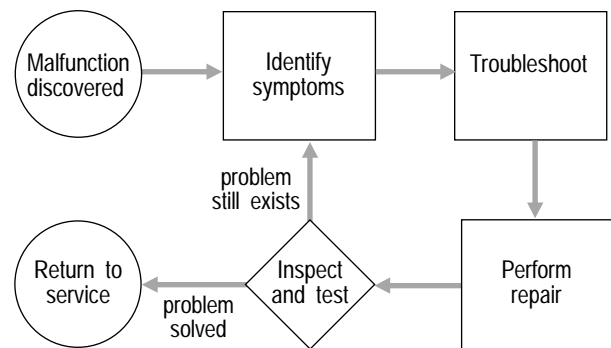 Malfunction
discovered
Identify
symptoms
Troubleshoot
problem
still exists
Return to
service
problem
solved
Inspect
and test
Perform
repair